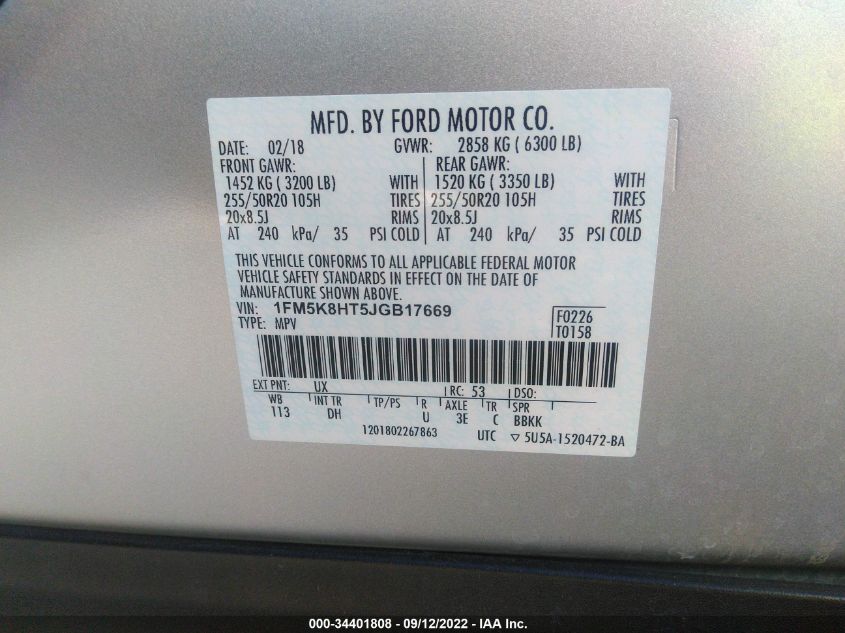 MFD. BY FORD MOTOR CO.
DATE: 02/18 GVWR: 2858 KG ( 6300 LB)
FRONT GAWR: REAR GAWR:
1452 KG ( 3200 LB) WITH 1520 KG ( 3350 LB) WITH
255/50R20 105H TIRES 255/50R20 105H TIRES
20x8.5J RIMS 20x8.5J RIMS
AT 240 kPa/ 35 PSI COLD AT 240 kPa/ 35 PSI COLD
THIS VEHICLE CONFORMS TO ALL APPLICABLE FEDERAL MOTOR
VEHICLE SAFETY STANDARDS IN EFFECT ON THE DATE OF
MANUFACTURE SHOWN ABOVE.
VIN: 1FM5K8HT5JGB17669 F0226
TYPE: MPV T0158
EXT PNT: UX RC: 53 DSO:
WB INT TR TP/PS R AXLE TR SPR
113 DH U 3E C BBKK
1201802267863 UTC ▽ 5U5A-1520472-BA
000-34401808 - 09/12/2022 - IAA Inc.